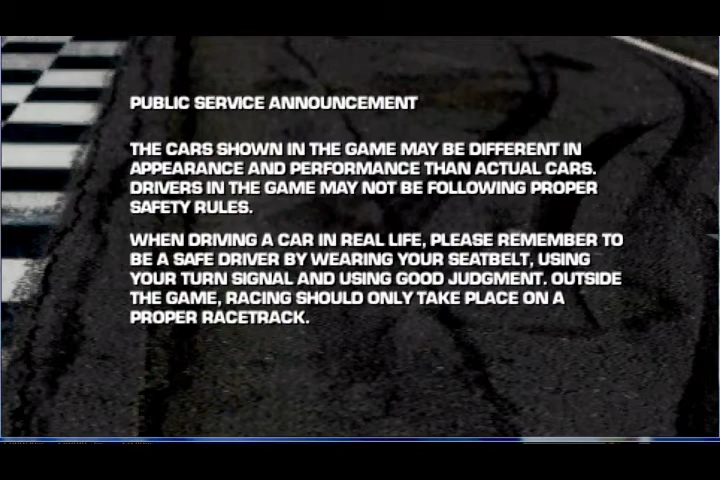 PUBLIC SERVICE ANNOUNCEMENT
THE CARS SHOWN IN THE GAME MAY BE DIFFERENT IN
APPEARANCE AND PERFORMANCE THAN ACTUAL CARS.
DRIVERS IN THE GAME MAY NOT BE FOLLOWING PROPER
SAFETY RULES.
WHEN DRIVING A CAR IN REAL LIFE, PLEASE REMEMBER TO
BE A SAFE DRIVER BY WEARING YOUR SEATBELT, USING
YOUR TURN SIGNAL AND USING GOOD JUDGMENT. OUTSIDE
THE GAME, RACING SHOULD ONLY TAKE PLACE ON A
PROPER RACETRACK.